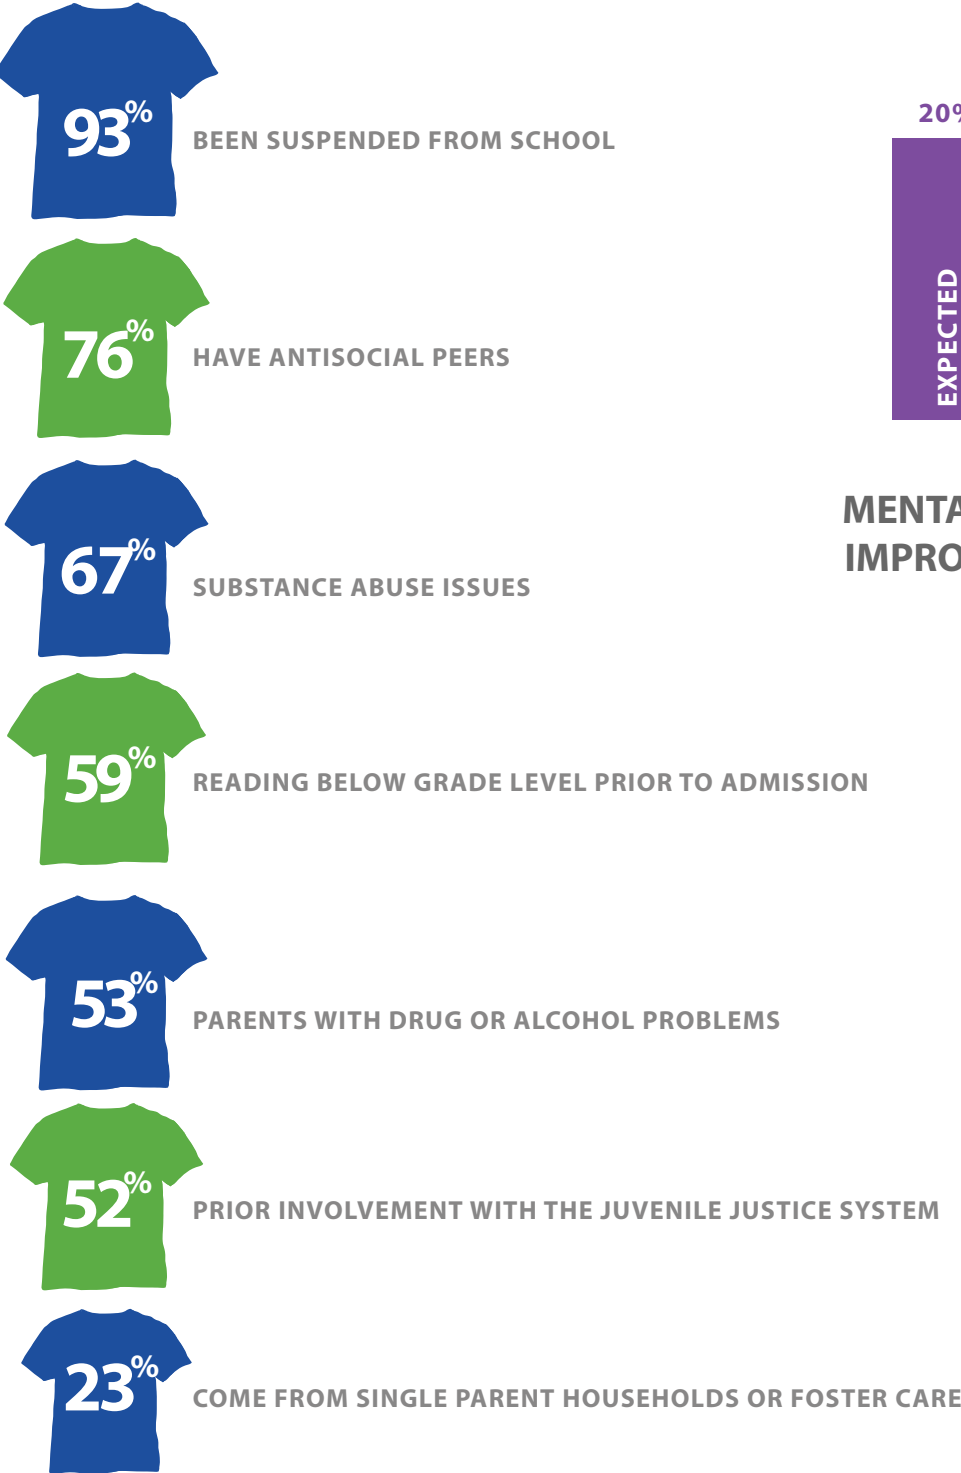 93%
BEEN SUSPENDED FROM SCHOOL
76%
HAVE ANTISOCIAL PEERS
67%
SUBSTANCE ABUSE ISSUES
59%
READING BELOW GRADE LEVEL PRIOR TO ADMISSION
53%
PARENTS WITH DRUG OR ALCOHOL PROBLEMS
52%
PRIOR INVOLVEMENT WITH THE JUVENILE JUSTICE SYSTEM
23%
COME FROM SINGLE PARENT HOUSEHOLDS OR FOSTER CARE
20%
EXPECTED